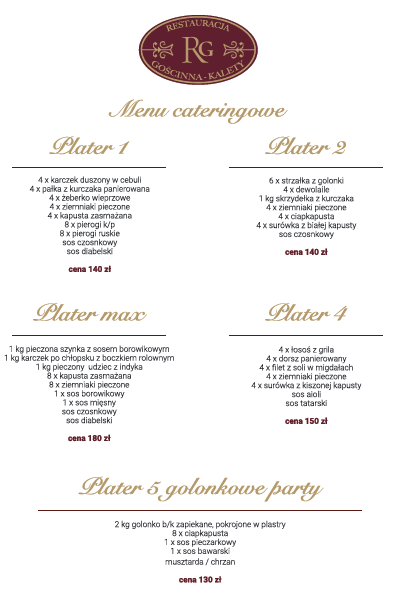 RESTAURACJA
RG
GOŚCINNA - KALETY
Menu cateringowe
Plater 1
4 x karczek duszony w cebuli
4 x pałka z kurczaka panierowana
4 x żeberko wieprzowe
4 x ziemniaki pieczone
4 x kapusta zasmażana
8 x pierogi k/p
8 x pierogi ruskie
sos czosnkowy
sos diabelski
cena 140 zł
Plater 2
6 x strzałka z golonki
4 x dewolaile
1 kg skrzydełka z kurczaka
4 x ziemniaki pieczone
4 x ciapkapusta
4 x surówka z białej kapusty
sos czosnkowy
cena 140 zł
Plater max
1 kg pieczona szynka z sosem borowikowym
1 kg karczek po chłopsku z boczkiem rolownym
1 kg pieczony udziec z indyka
8 x kapusta zasmażana
8 x ziemniaki pieczone
1 x sos borowikowy
1 x sos mięsny
sos czosnkowy
sos diabelski
cena 180 zł
Plater 4
4 x łosoś z grila
4 x dorsz panierowany
4 x filet z soli w migdałach
4 x ziemniaki pieczone
4 x surówka z kiszonej kapusty
sos aioli
sos tatarski
cena 150 zł
Plater 5 golonkowe party
2 kg golonko b/k zapiekane, pokrojone w plastry
8 x ciapkapusta
1 x sos pieczarkowy
1 x sos bawarski
musztarda / chrzan
cena 130 zł